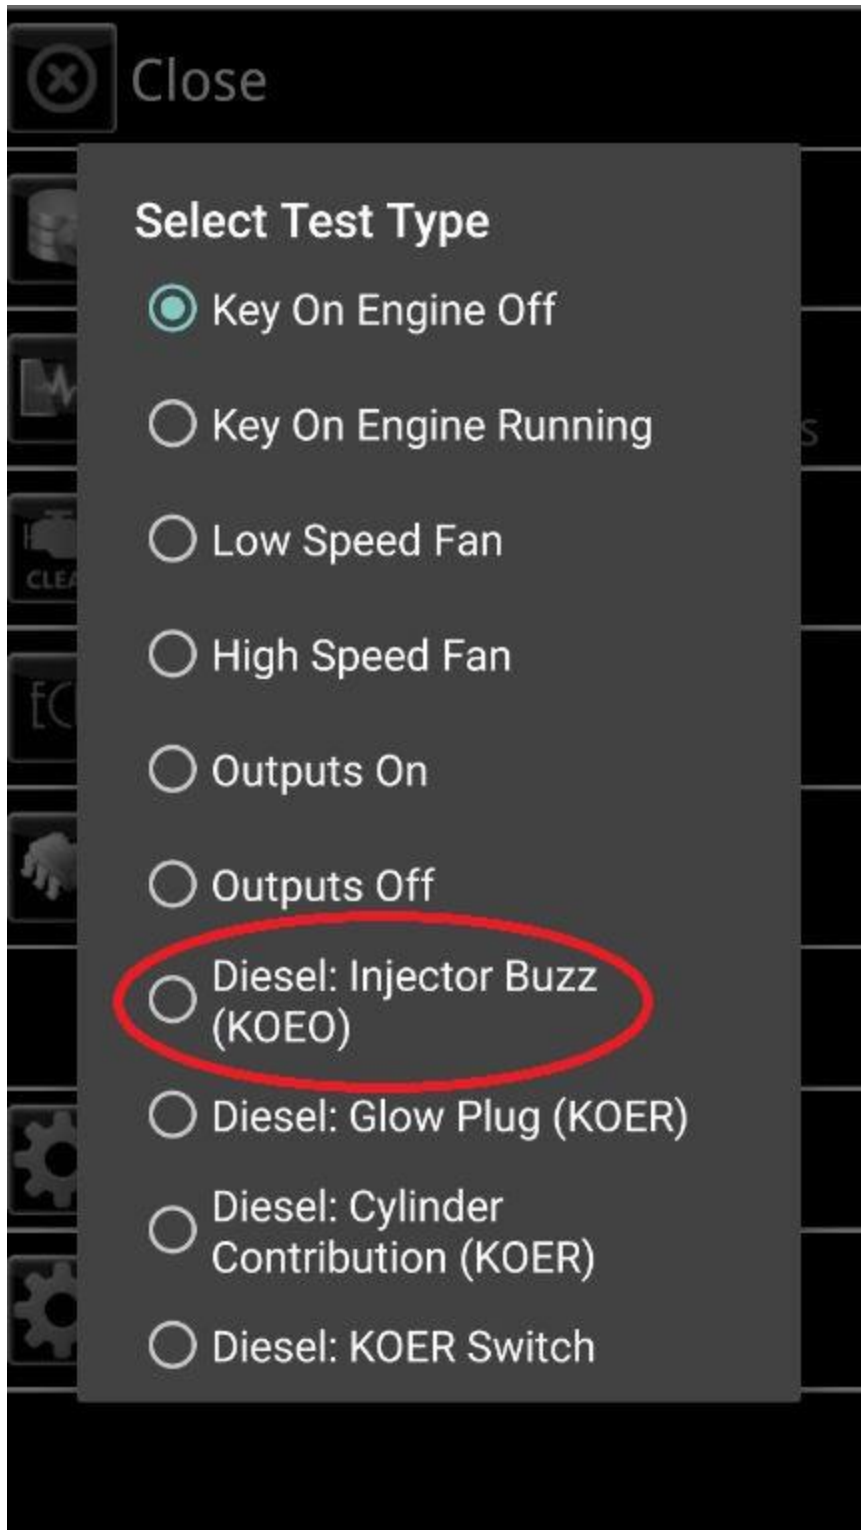 Close
Select Test Type
Key On Engine Off
Key On Engine Running
s
Low Speed Fan
High Speed Fan
CLEA
Outputs On
Outputs Off
Diesel: Injector Buzz
(KOEO)
Diesel: Glow Plug (KOER)
Diesel: Cylinder
Contribution (KOER)
Diesel: KOER Switch